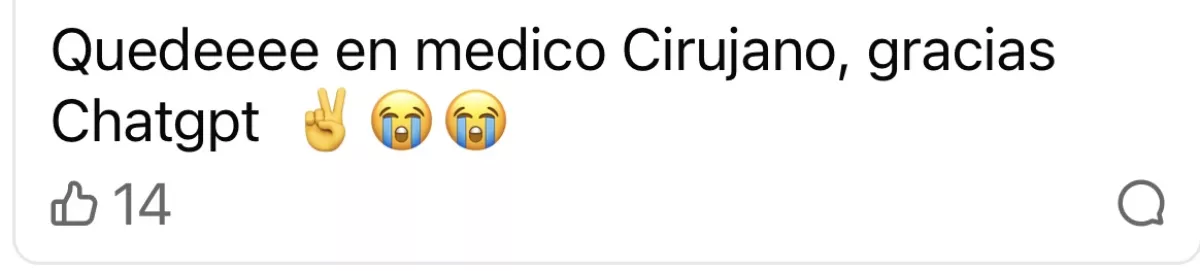 Quedeeee en medico Cirujano, gracias
Chatgpt ✌️😭😭
14